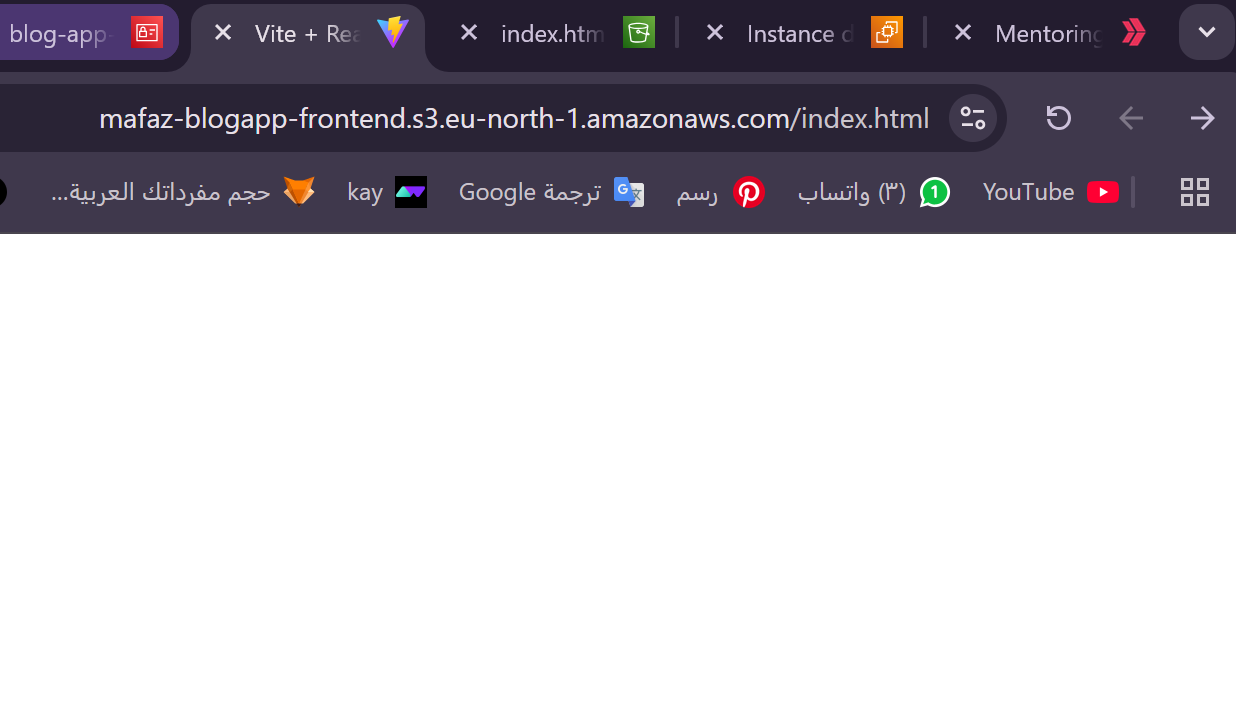 Mentoring
Instance d
index.htm
Vite + Rea
blog-app-
mafaz-blogapp-frontend.s3.eu-north-1.amazonaws.com/index.html
YouTube
(٣) واتساب
1
رسم
ترجمة Google
kay
حجم مفرداتك العربية...